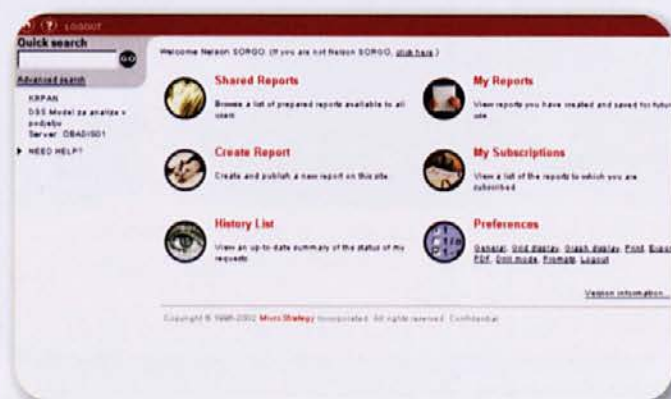 LOGOUT
Quick search
GO
Advanced search
KRPAN
DSS Model za analize v
podjetju
Server: DBADIS01
NEED HELP?
Welcome Nelson SORGO. (If you are not Nelson SORGO, click here.)
Shared Reports
Browse a list of prepared reports available to all
users
My Reports
View reports you have created and saved for future
use
Create Report
Create and publish a new report on this site
My Subscriptions
View a list of the reports to which you are
subscribed
History List
View an up-to-date summary of the status of my
requests
Preferences
General, Grid display, Graph display, Print, Export
PDF, Drill mode, Prompts, Logout
Version information...
Copyright © 1996-2002 MicroStrategy Incorporated. All rights reserved. Confidential